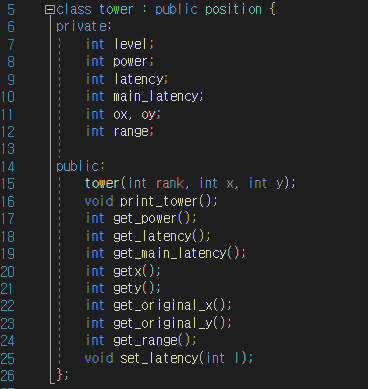 5 class tower : public position {
6 private:
7 int level;
8 int power;
9 int latency;
10 int main_latency;
11 int ox, oy;
12 int range;
13
14 public:
15 tower(int rank, int x, int y);
16 void print_tower();
17 int get_power();
18 int get_latency();
19 int get_main_latency();
20 int getx();
21 int gety();
22 int get_original_x();
23 int get_original_y();
24 int get_range();
25 void set_latency(int l);
26 };